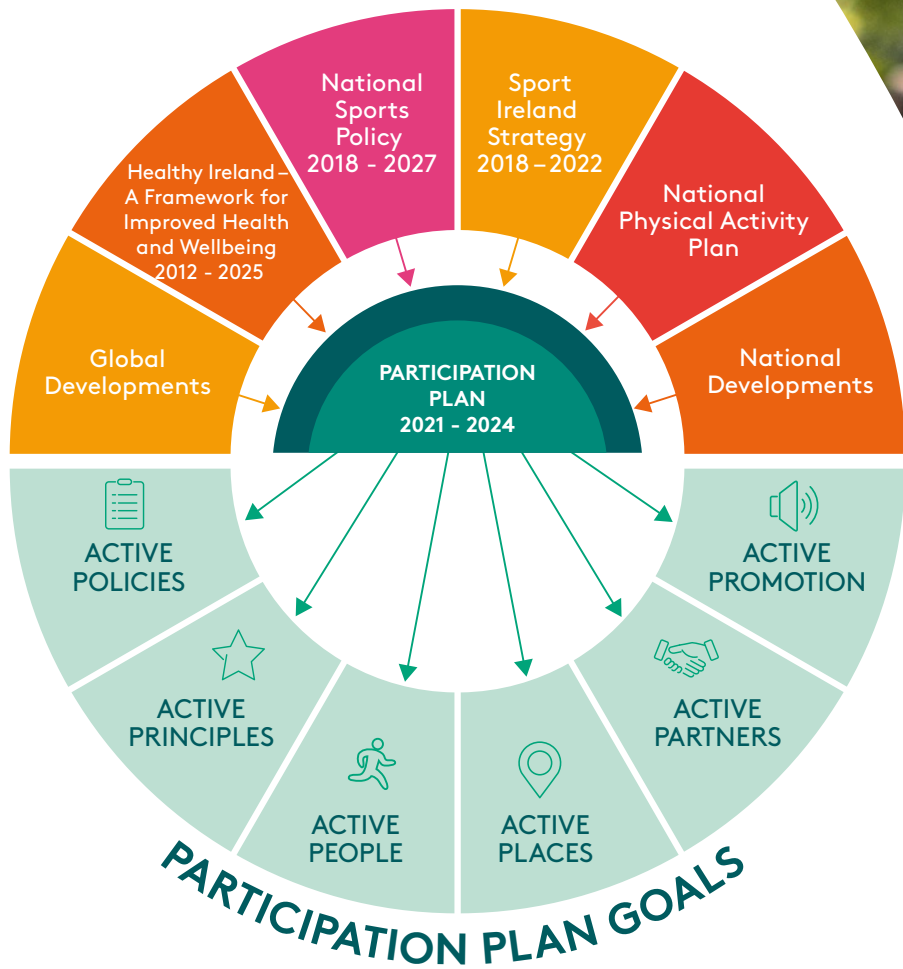 National
Sports
Policy
2018 - 2027
Sport
Ireland
Strategy
2018 – 2022
Healthy Ireland –
A Framework for
Improved Health
and Wellbeing
2012 - 2025
National
Physical Activity
Plan
Global
Developments
National
Developments
PARTICIPATION
PLAN
2021 - 2024
ACTIVE
POLICIES
ACTIVE
PROMOTION
ACTIVE
PRINCIPLES
ACTIVE
PARTNERS
ACTIVE
PEOPLE
ACTIVE
PLACES
PARTICIPATION PLAN GOALS